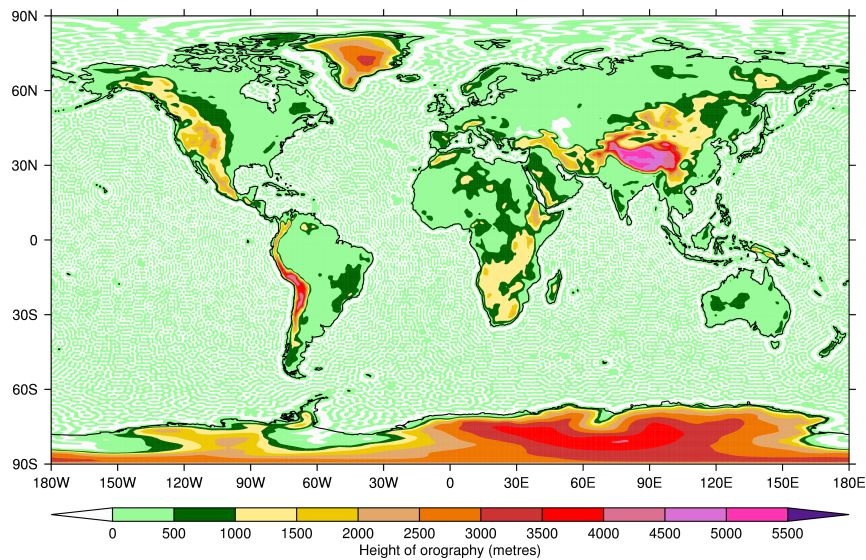 90N
60N
30N
0
30S
60S
90S
180W 150W 120W 90W 60W 30W 0 30E 60E 90E 120E 150E 180E
0 500 1000 1500 2000 2500 3000 3500 4000 4500 5000 5500
Height of orography (metres)